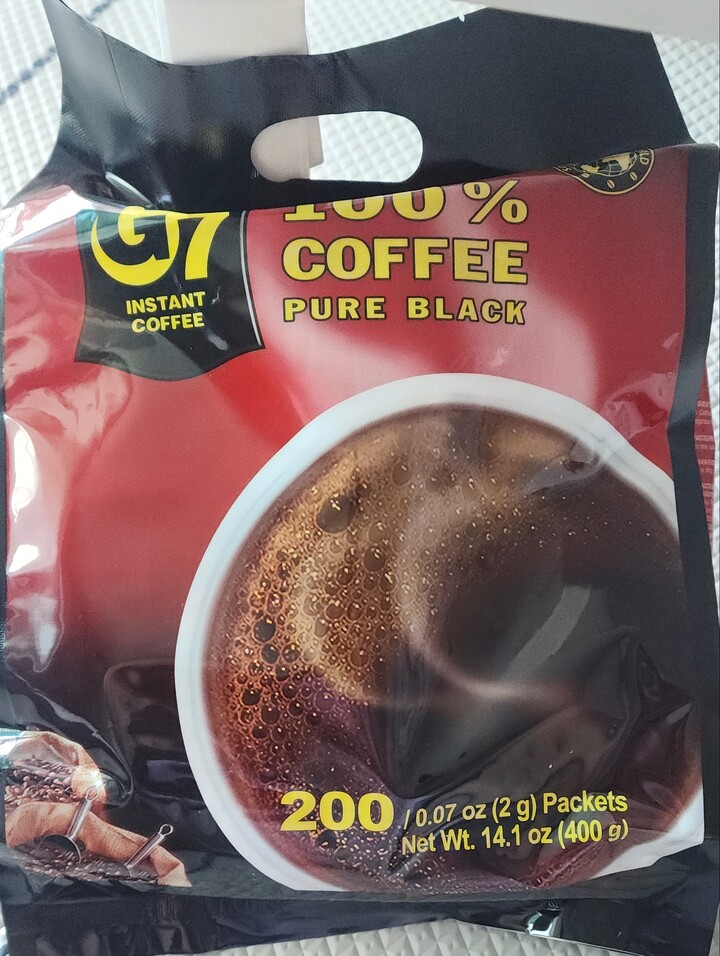 G7
INSTANT
COFFEE
100%
COFFEE
PURE BLACK
200 / 0.07 oz (2 g) Packets
Net Wt. 14.1 oz (400 g)